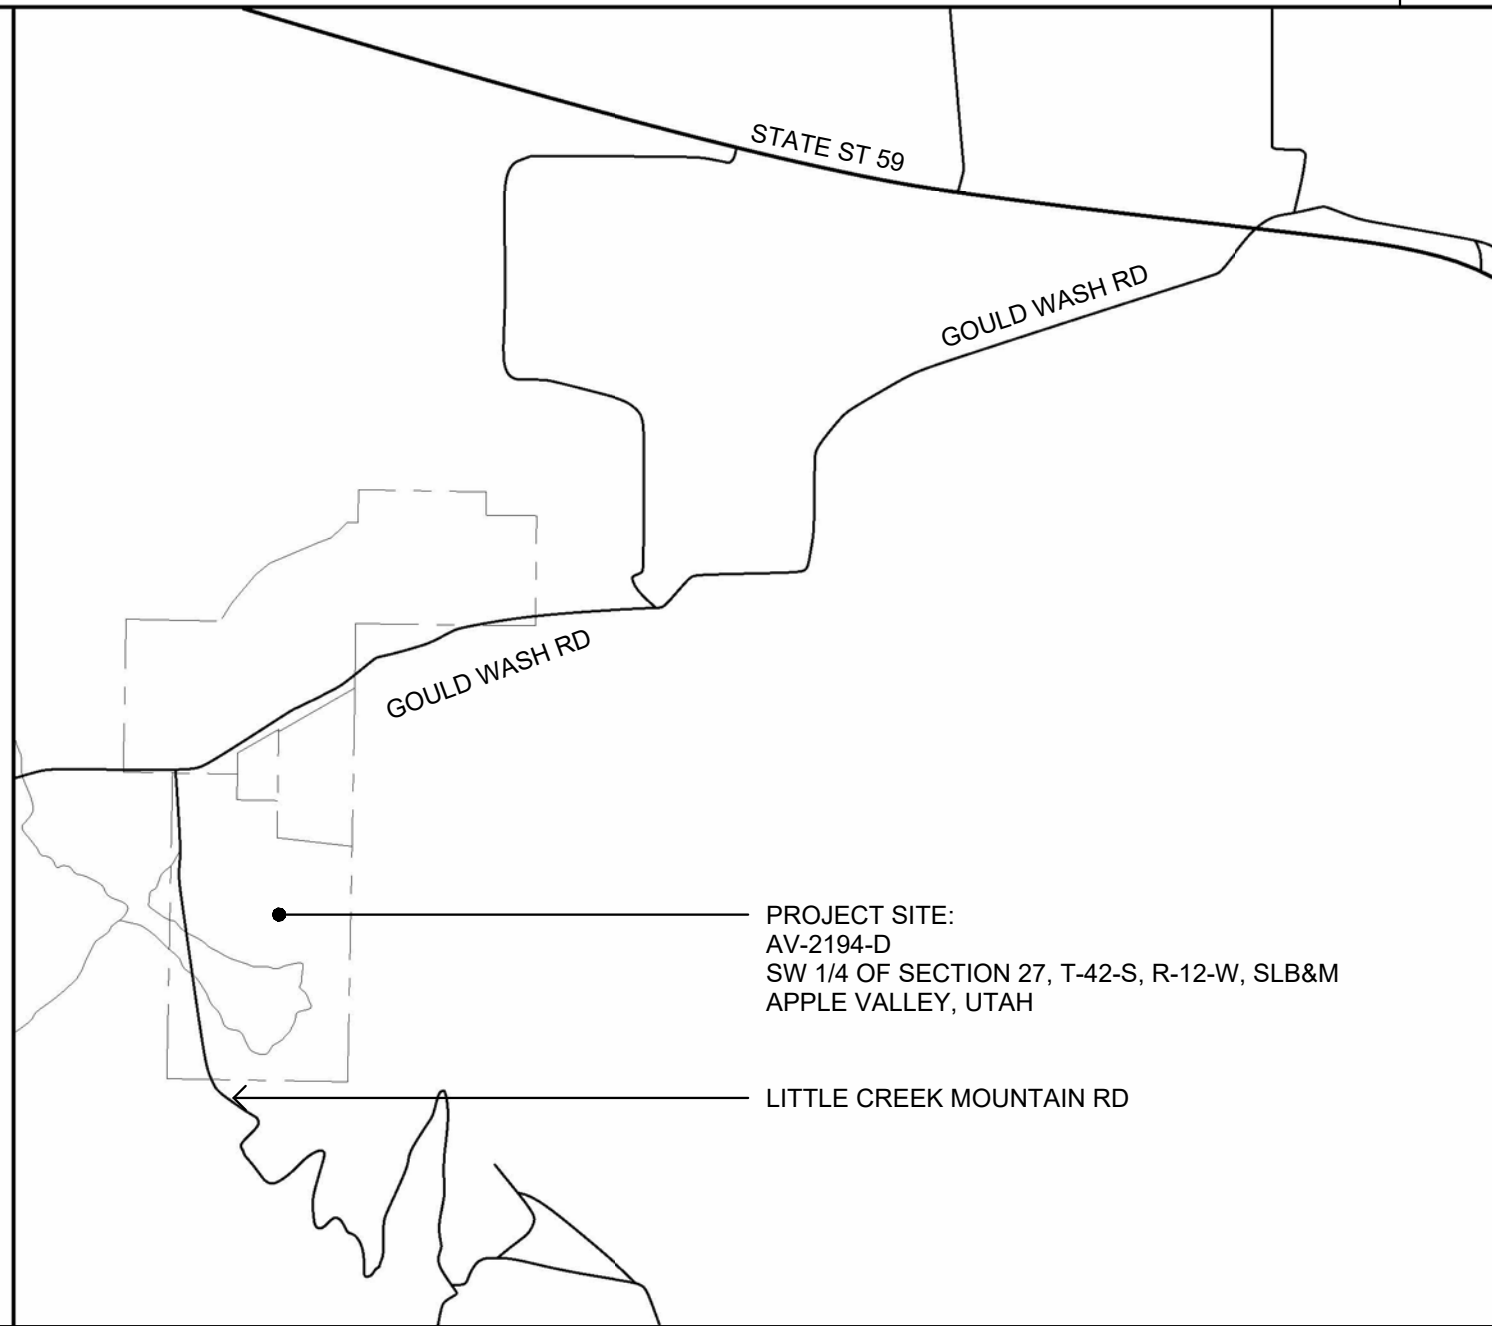 STATE ST 59
GOULD WASH RD
GOULD WASH RD
PROJECT SITE:
AV-2194-D
SW 1/4 OF SECTION 27, T-42-S, R-12-W, SLB&M
APPLE VALLEY, UTAH
LITTLE CREEK MOUNTAIN RD